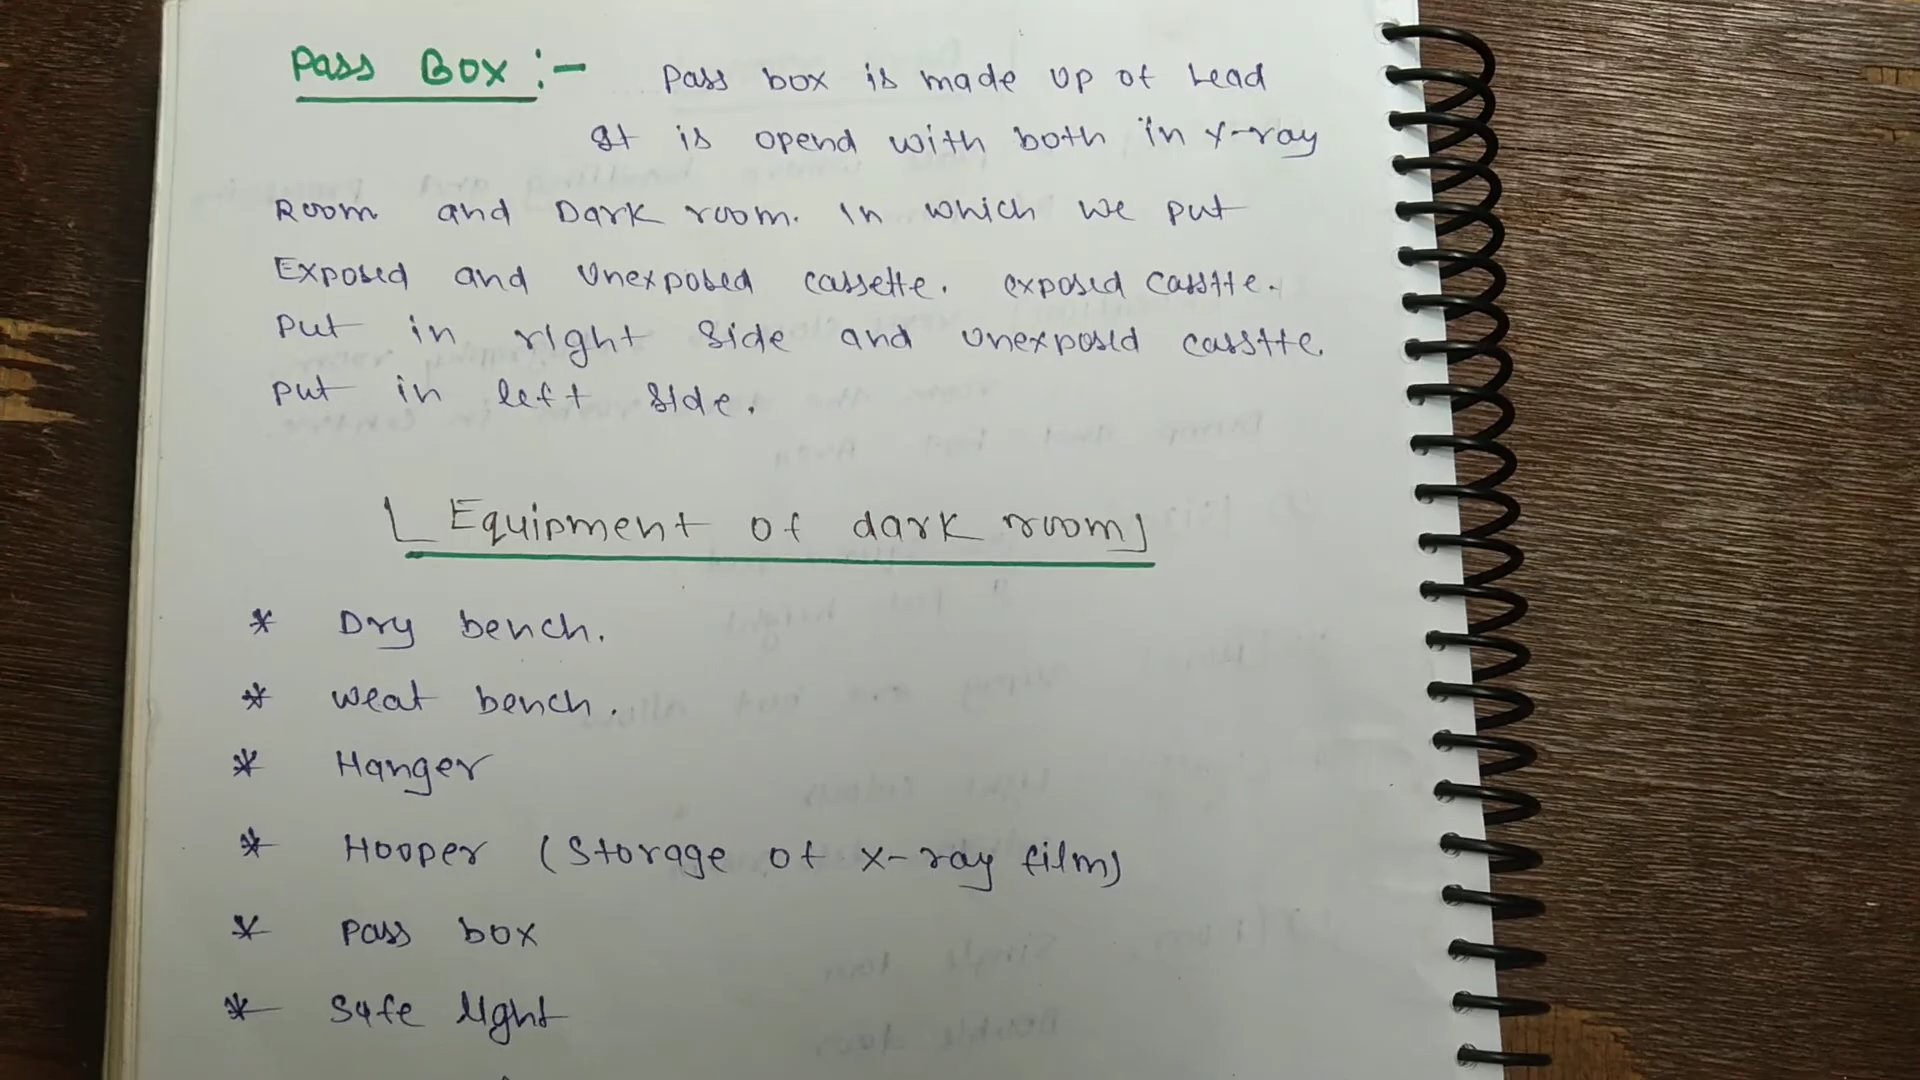 Pass Box :- Pass box is made up of Lead
It is opend with both in x-ray
Room and Dark room. In which we put
Exposed and Unexposed cassette. exposed casstte.
Put in right side and unexposed casstte.
put in left side.
[ Equipment of dark room ]
* Dry bench.
* weat bench.
* Hanger
* Hooper (Storage of x-ray film)
* Pass box
* Safe light